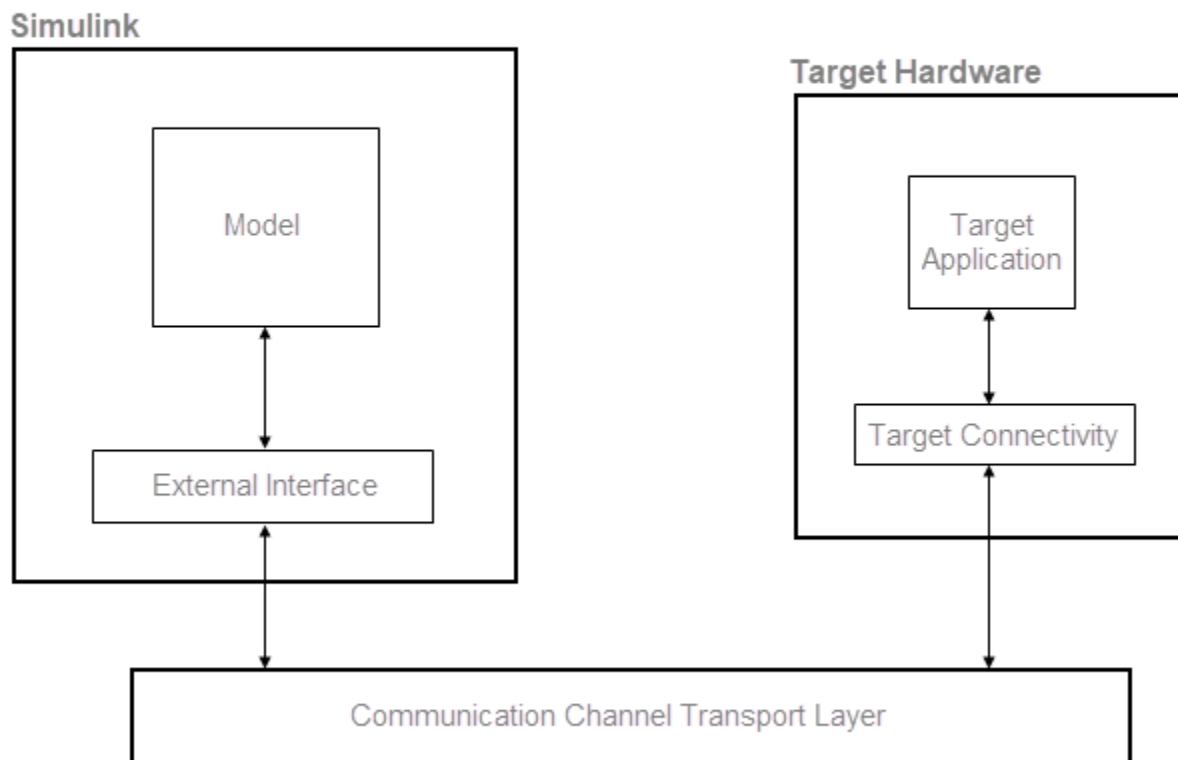 Simulink
Target Hardware
Model
Target
Application
External Interface
Target Connectivity
Communication Channel Transport Layer